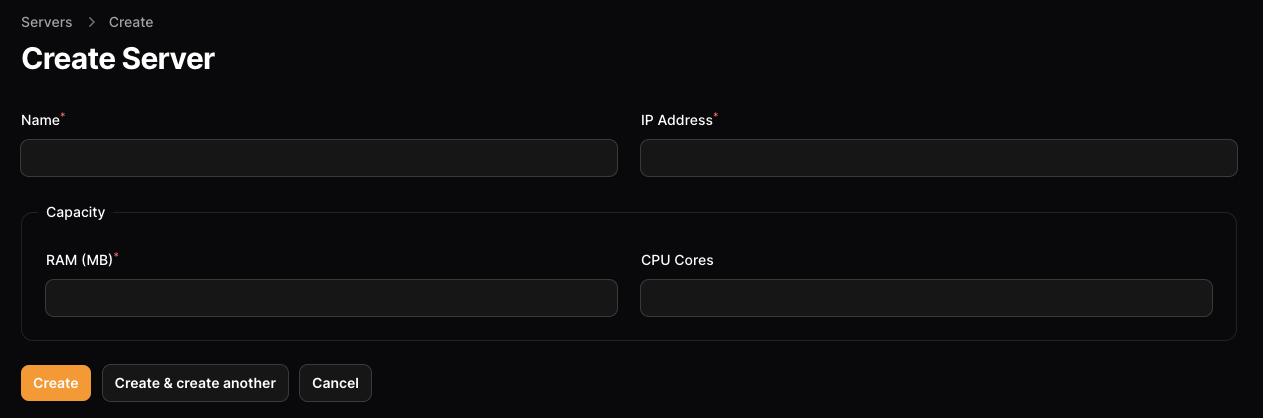 Servers > Create
Create Server
Name* IP Address*
Capacity
RAM (MB)* CPU Cores
Create Create & create another Cancel